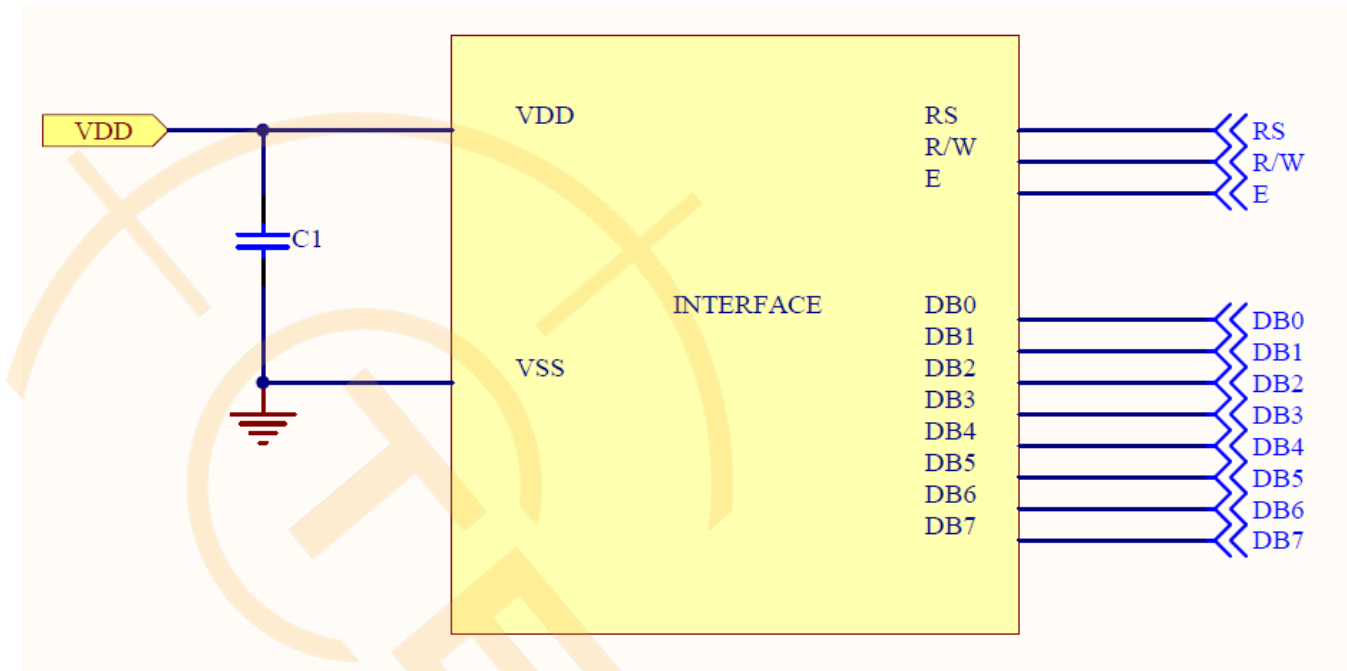 VDD
VDD
C1
VSS
INTERFACE
RS
R/W
E
DB0
DB1
DB2
DB3
DB4
DB5
DB6
DB7
RS
R/W
E
DB0
DB1
DB2
DB3
DB4
DB5
DB6
DB7